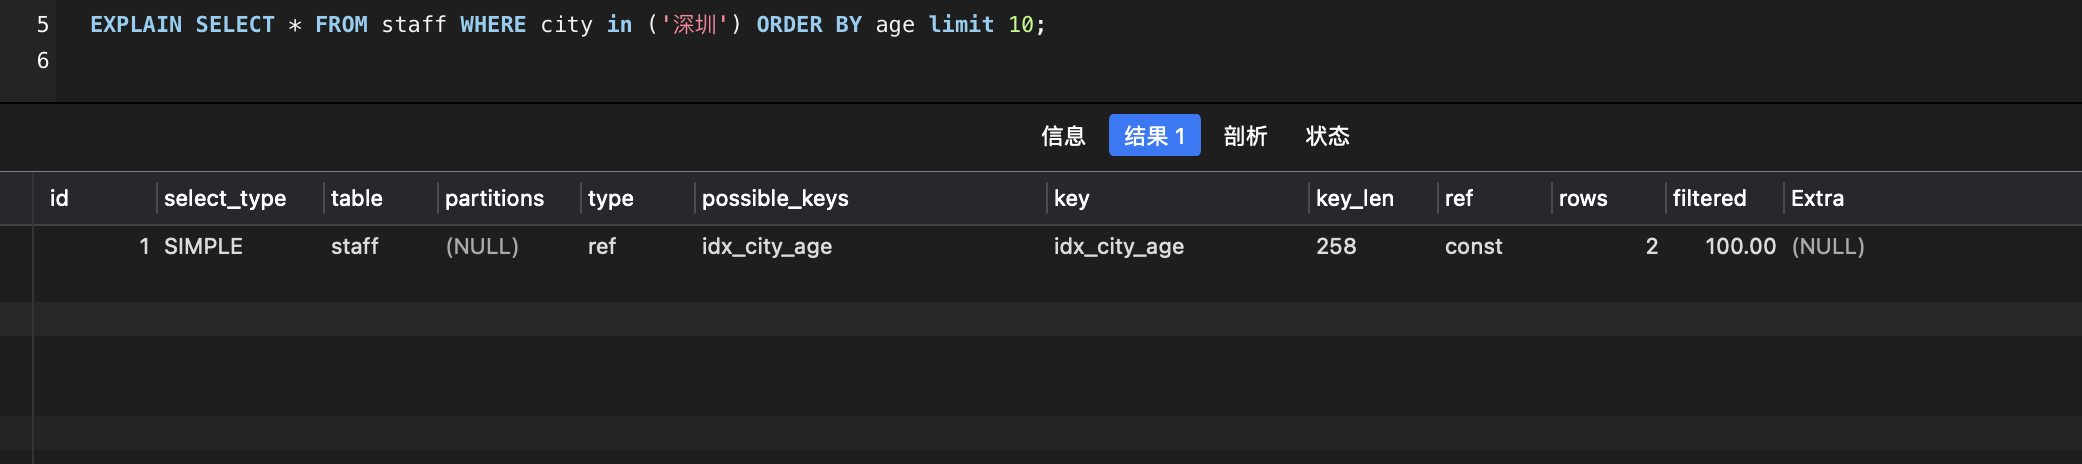 5 EXPLAIN SELECT * FROM staff WHERE city in ('深圳') ORDER BY age limit 10;
6
信息 结果 1 剖析 状态
id select_type table partitions type possible_keys key key_len ref rows filtered Extra
1 SIMPLE staff (NULL) ref idx_city_age idx_city_age 258 const 2 100.00 (NULL)